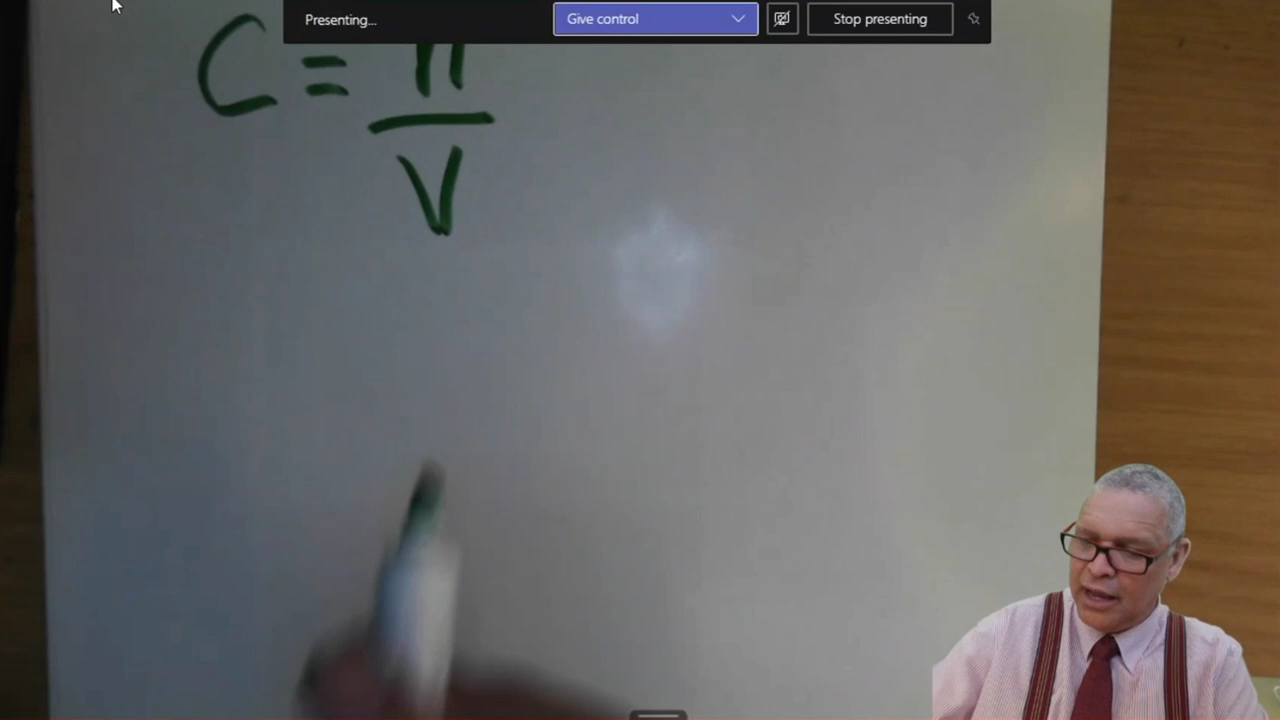 Presenting...
Give control
Stop presenting
C = n
V